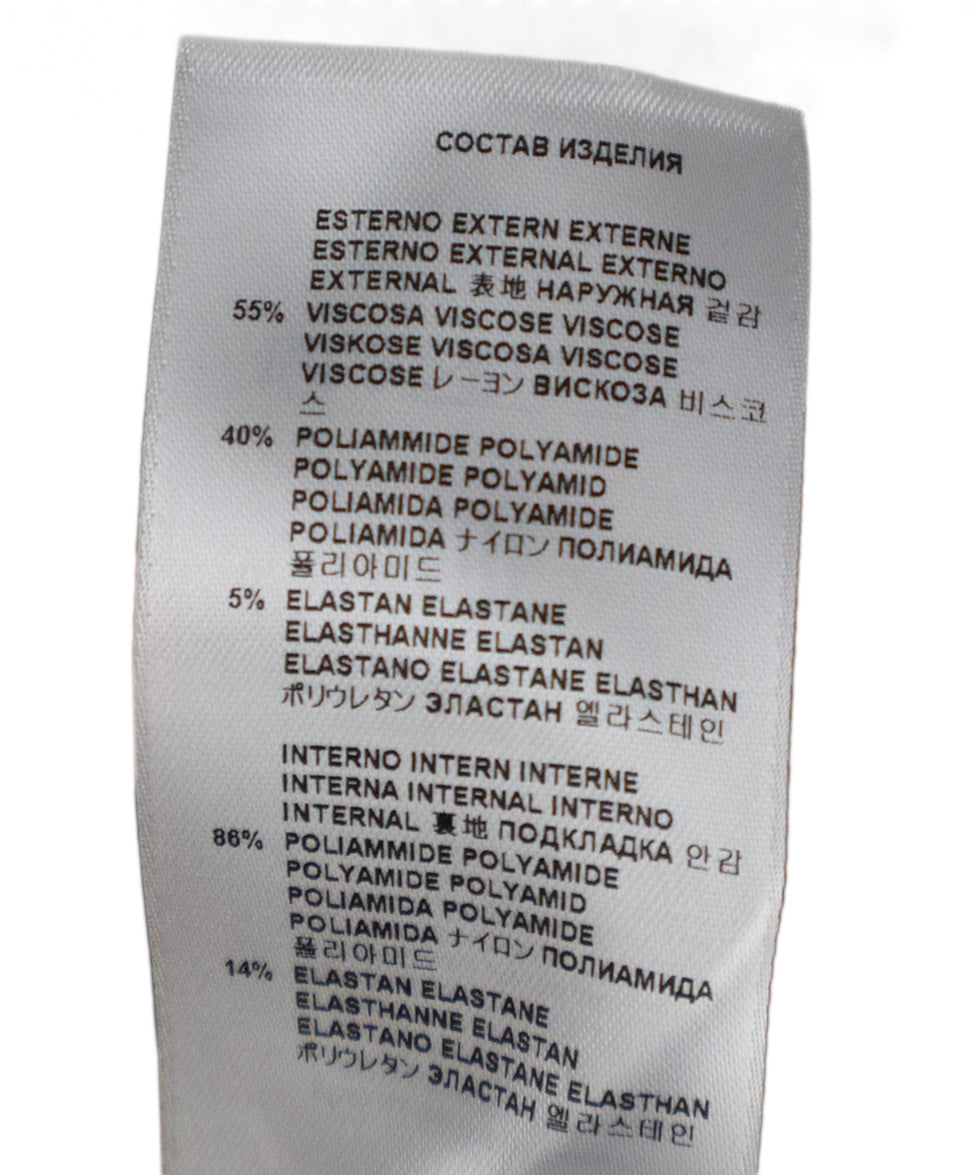 СОСТАВ ИЗДЕЛИЯ
ESTERNO EXTERN EXTERNE
ESTERNO EXTERNAL EXTERNO
EXTERNAL 表地 НАРУЖНАЯ 겉감
55% VISCOSA VISCOSE VISCOSE
VISKOSE VISCOSA VISCOSE
VISCOSE レーヨン ВИСКОЗА 비스코
스
40% POLIAMMIDE POLYAMIDE
POLYAMIDE POLYAMID
POLIAMIDA POLYAMIDE
POLIAMIDA ナイロン ПОЛИАМИДА
폴리아미드
5% ELASTAN ELASTANE
ELASTHANNE ELASTAN
ELASTANO ELASTANE ELASTHAN
ポリウレタン ЭЛАСТАН 엘라스테인
INTERNO INTERN INTERNE
INTERNA INTERNAL INTERNO
INTERNAL 裏地 ПОДКЛАДКА 안감
86% POLIAMMIDE POLYAMIDE
POLYAMIDE POLYAMID
POLIAMIDA POLYAMIDE
POLIAMIDA ナイロン ПОЛИАМИДА
폴리아미드
14% ELASTAN ELASTANE
ELASTHANNE ELASTAN
ELASTANO ELASTANE ELASTHAN
ポリウレタン ЭЛАСТАН 엘라스테인